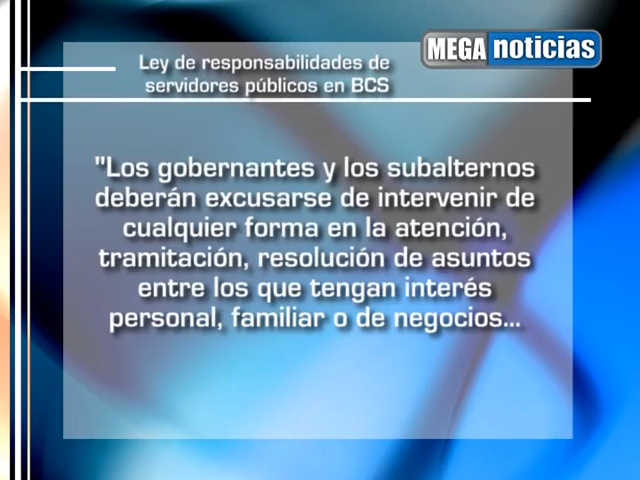 MEGA noticias
Ley de responsabilidades de
servidores públicos en BCS
"Los gobernantes y los subalternos
deberán excusarse de intervenir de
cualquier forma en la atención,
tramitación, resolución de asuntos
entre los que tengan interés
personal, familiar o de negocios...